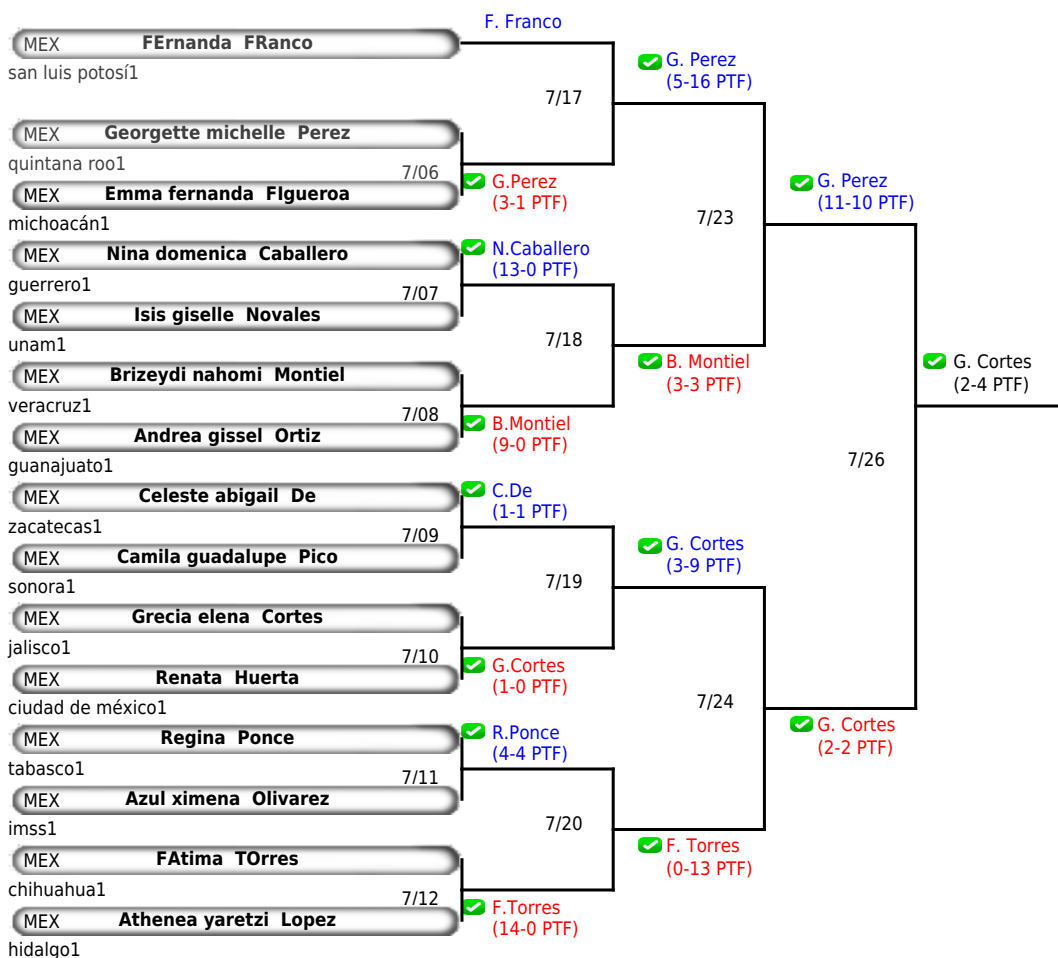 F. Franco
MEX FErnanda FRanco
san luis potosí1
G. Perez
(5-16 PTF)
7/17
MEX Georgette michelle Perez
quintana roo1
7/06
G.Perez
(3-1 PTF)
MEX Emma fernanda FIgueroa
michoacán1
G. Perez
(11-10 PTF)
7/23
MEX Nina domenica Caballero
guerrero1
N.Caballero
(13-0 PTF)
7/07
MEX Isis giselle Novales
unam1
7/18
MEX Brizeydi nahomi Montiel
veracruz1
B. Montiel
(3-3 PTF)
G. Cortes
(2-4 PTF)
7/08
B.Montiel
(9-0 PTF)
MEX Andrea gissel Ortiz
guanajuato1
7/26
MEX Celeste abigail De
zacatecas1
C.De
(1-1 PTF)
7/09
MEX Camila guadalupe Pico
sonora1
G. Cortes
(3-9 PTF)
7/19
MEX Grecia elena Cortes
jalisco1
7/10
G.Cortes
(1-0 PTF)
MEX Renata Huerta
ciudad de méxico1
7/24
G. Cortes
(2-2 PTF)
MEX Regina Ponce
tabasco1
R.Ponce
(4-4 PTF)
7/11
MEX Azul ximena Olivarez
imss1
7/20
F. Torres
(0-13 PTF)
MEX FAtima TOrres
chihuahua1
7/12
F.Torres
(14-0 PTF)
MEX Athenea yaretzi Lopez
hidalgo1